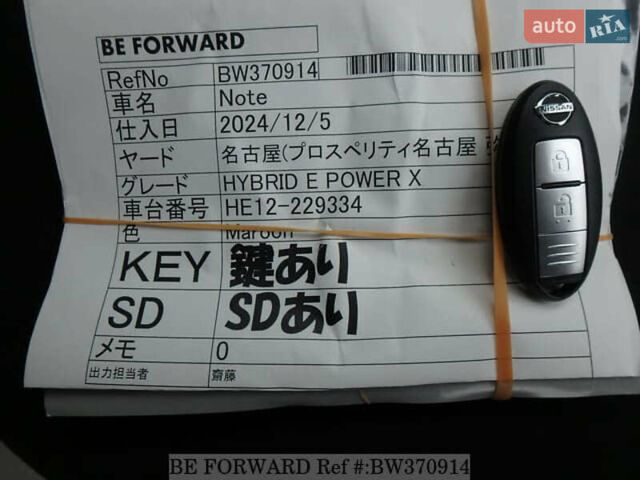 auto RIA.com
BE FORWARD
RefNo BW370914
車名 Note
仕入日 2024/12/5
ヤード 名古屋(プロスペリティ名古屋
グレード HYBRID E POWER X
車台番号 HE12-229334
色 Maroon
KEY 鍵あり
SD SDあり
メモ 0
出力担当者 齋藤
NISSAN
BE FORWARD Ref #:BW370914